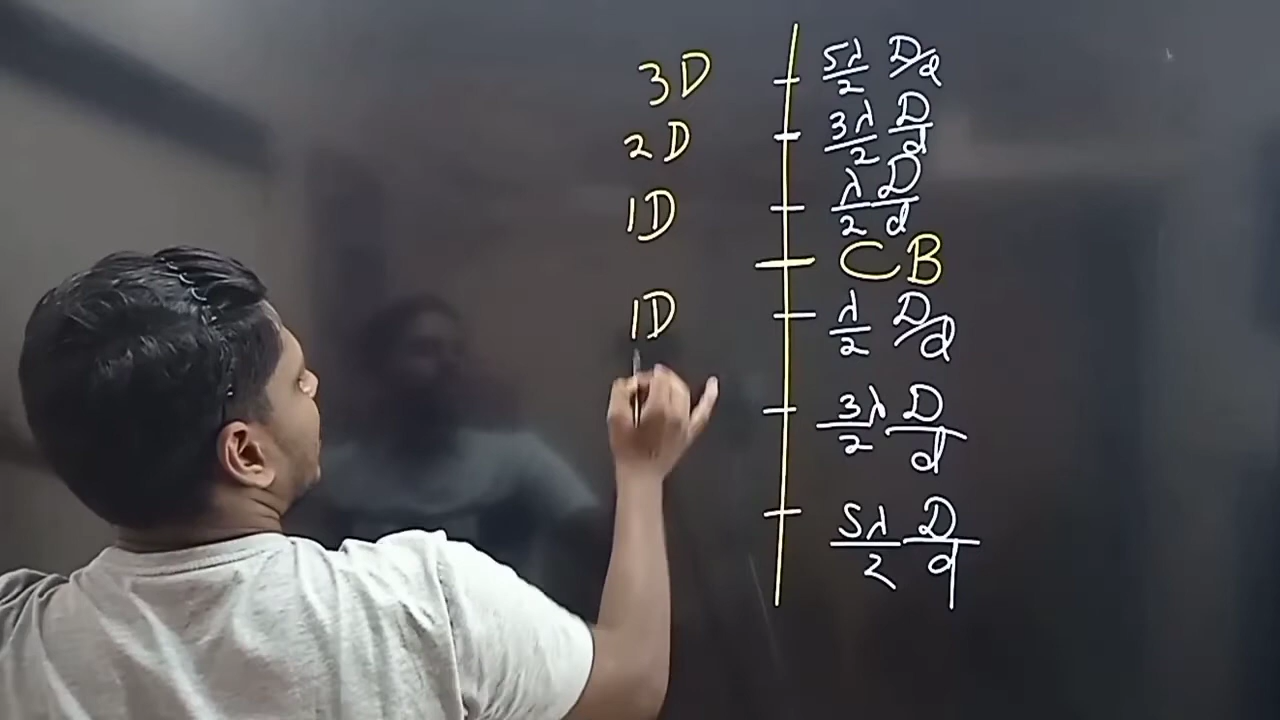 3D 5λ/2 D/d
2D 3λ/2 D/d
1D λ/2 D/d
CB
1D λ/2 D/d
3λ/2 D/d
5λ/2 D/d